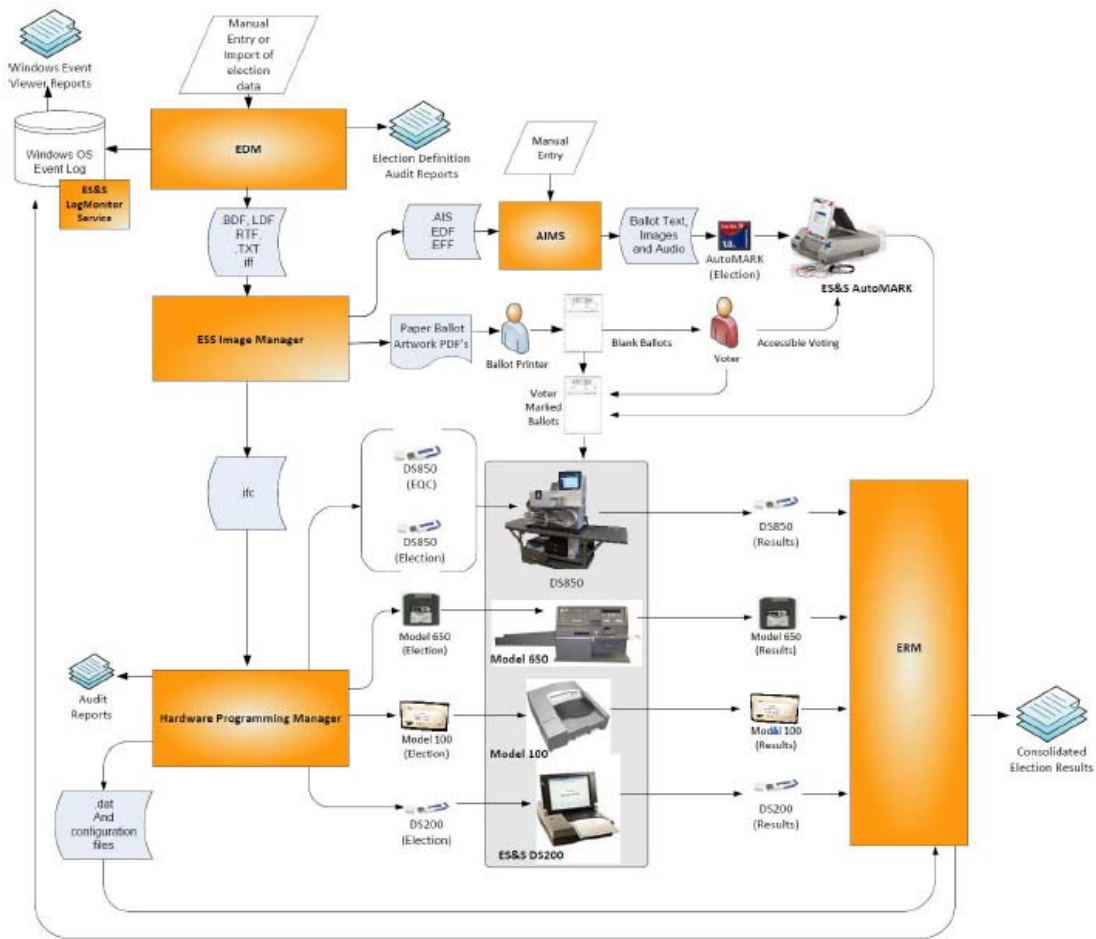 Manual
Entry or
Import of
election
data
'Windows Event
'Viewer Reports
Windows OS
Event Log
ES&S
LogMonitor
Service
EDM
Election Definition
Audit Reports
Manual
Entry
.BDF, LDF
RTF,
.TXT
.iff
.AIS
EDF
.EFF
AIMS
Ballot Text,
Images
and Audio
AutoMARK
(Election)
ES&S AutoMARK
ESS Image Manager
Paper Ballot
Artwork PDF's
Ballot Printer
Blank Ballots
Voter
Accessible Voting
Voter
Marked
Ballots
.ifc
DS850
(EQC)
DS850
(Election)
DS850
DS850
(Results)
Model 650
(Election)
Model 650
Model 650
(Results)
ERM
Audit
Reports
Hardware Programming Manager
Model 100
(Election)
Model 100
Model 100
(Results)
Consolidated
Election Results
.dat
And
configuration
files
DS200
(Election)
ES&S DS200
DS200
(Results)